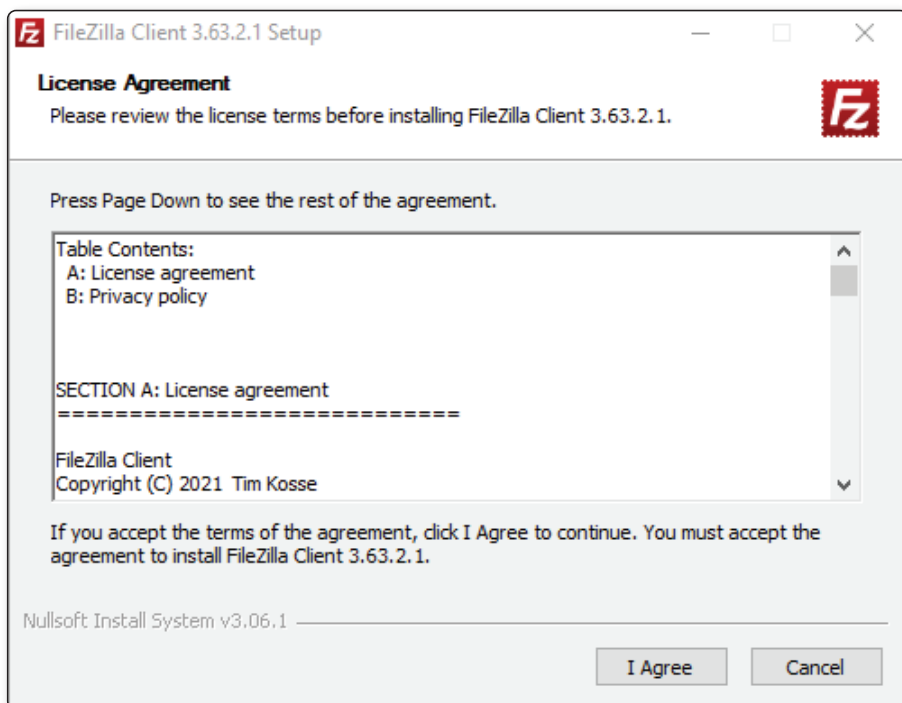 FileZilla Client 3.63.2.1 Setup
License Agreement
Please review the license terms before installing FileZilla Client 3.63.2.1.
Fz
Fz
Press Page Down to see the rest of the agreement.
Table Contents:
A: License agreement
B: Privacy policy
SECTION A: License agreement
============================
FileZilla Client
Copyright (C) 2021 Tim Kosse
If you accept the terms of the agreement, click I Agree to continue. You must accept the
agreement to install FileZilla Client 3.63.2.1.
Nullsoft Install System v3.06.1
I Agree
Cancel